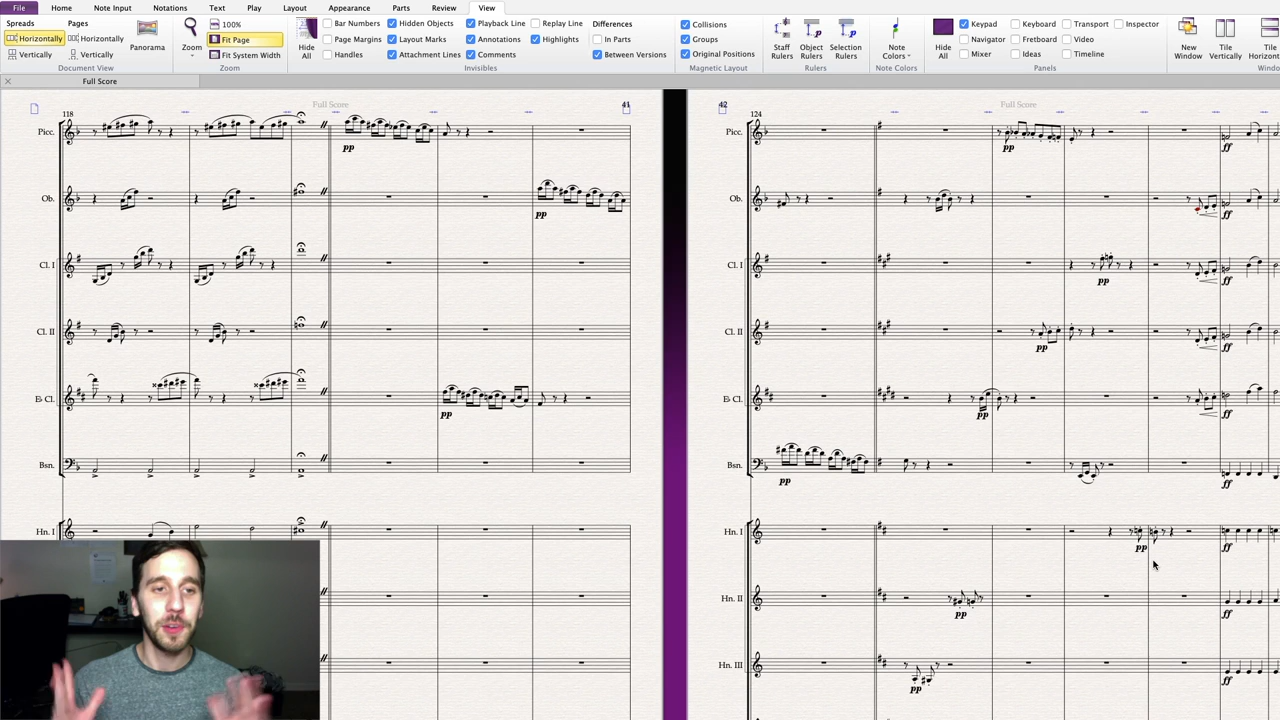 File Home Note Input Notations Text Play Layout Appearance Parts Review View
Spreads Pages
Horizontally Horizontally
Vertically Vertically
Panorama
Document View
Zoom
100%
Fit Page
Fit System Width
Zoom
Hide All
Bar Numbers Hidden Objects Playback Line Replay Line
Page Margins Layout Marks Annotations Highlights
Handles Attachment Lines Comments
Invisibles
Differences
In Parts
Between Versions
Collisions
Groups
Original Positions
Magnetic Layout
Staff Rulers
Object Rulers
Selection Rulers
Rulers
Note Colors
Note Colors
Hide All
Keypad Keyboard Transport Inspector
Navigator Fretboard Video
Mixer Ideas Timeline
Panels
New Window
Tile Vertically
Full Score
Full Score
41
118
Picc.
pp
Ob.
pp
Cl. I
Cl. II
E♭ Cl.
pp
Bsn.
Hn. I
42
Full Score
124
Picc.
pp
ff
Ob.
ff
Cl. I
pp
ff
Cl. II
pp
ff
E♭ Cl.
pp
ff
Bsn.
pp
ff
Hn. I
pp
ff
Hn. II
pp
ff
Hn. III
pp
ff